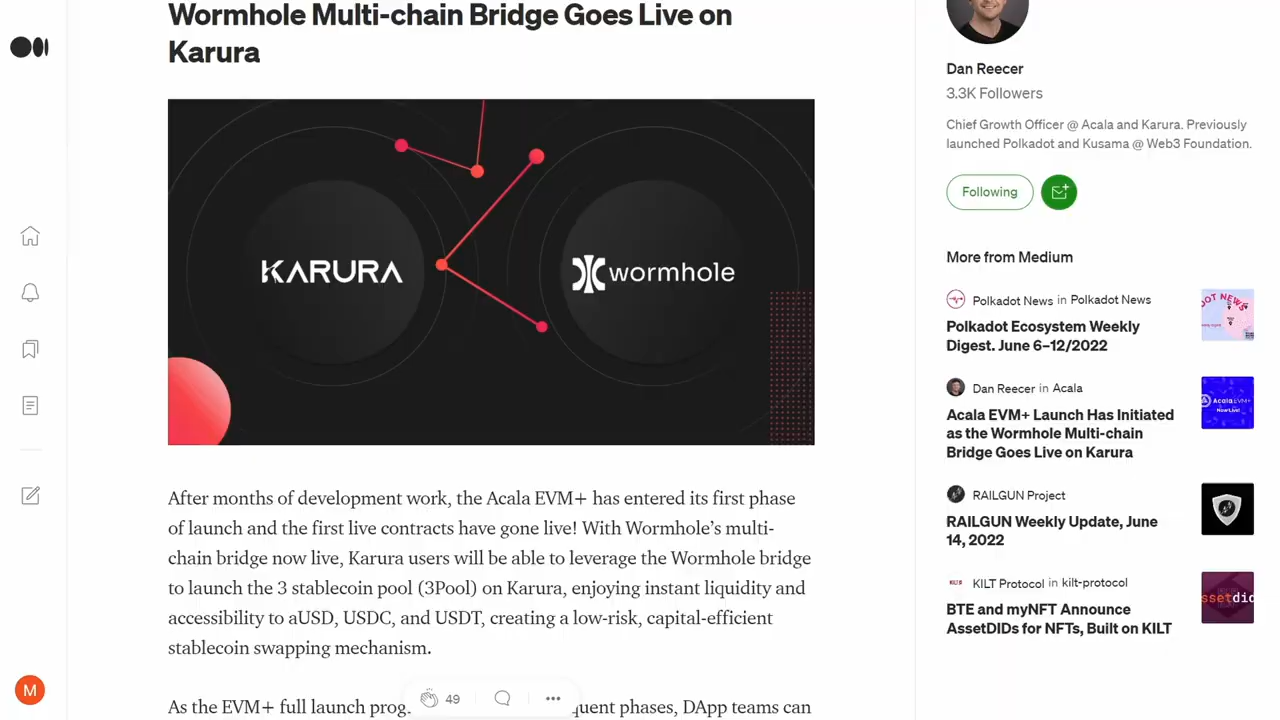 Wormhole Multi-chain Bridge Goes Live on
Karura
KARURA
wormhole
After months of development work, the Acala EVM+ has entered its first phase
of launch and the first live contracts have gone live! With Wormhole’s multi-
chain bridge now live, Karura users will be able to leverage the Wormhole bridge
to launch the 3 stablecoin pool (3Pool) on Karura, enjoying instant liquidity and
accessibility to aUSD, USDC, and USDT, creating a low-risk, capital-efficient
stablecoin swapping mechanism.
As the EVM+ full launch quent phases, DApp teams can
49
M
Dan Reecer
3.3K Followers
Chief Growth Officer @ Acala and Karura. Previously
launched Polkadot and Kusama @ Web3 Foundation.
Following
More from Medium
Polkadot News in Polkadot News
Polkadot Ecosystem Weekly
Digest. June 6–12/2022
OT NEWS
Dan Reecer in Acala
Acala EVM+ Launch Has Initiated
as the Wormhole Multi-chain
Bridge Goes Live on Karura
Acala EVM+
Now Live!
RAILGUN Project
RAILGUN Weekly Update, June
14, 2022
KILT Protocol in kilt-protocol
BTE and myNFT Announce
AssetDIDs for NFTs, Built on KILT
KILT
ssetdid